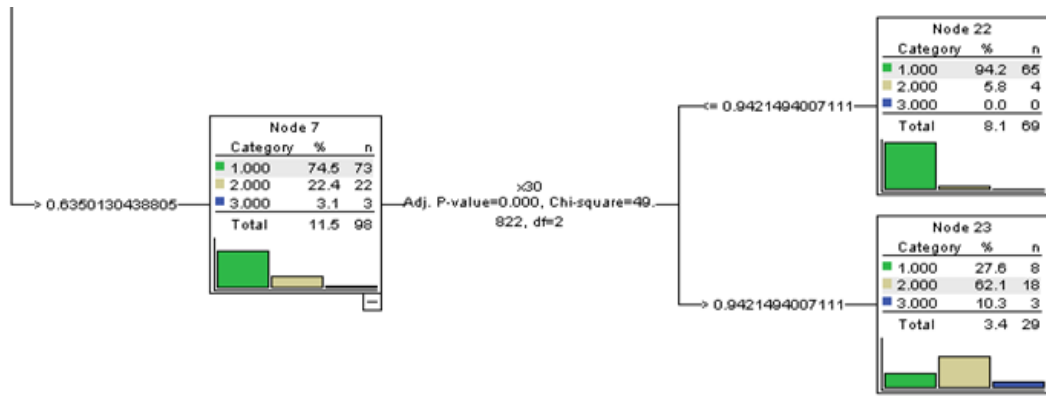 > 0.6350130438805
Node 7
Category % n
1.000 74.5 73
2.000 22.4 22
3.000 3.1 3
Total 11.5 98
x30
Adj. P-value=0.000, Chi-square=49.
822, df=2
<= 0.9421494007111
Node 22
Category % n
1.000 94.2 65
2.000 5.8 4
3.000 0.0 0
Total 8.1 69
> 0.9421494007111
Node 23
Category % n
1.000 27.6 8
2.000 62.1 18
3.000 10.3 3
Total 3.4 29